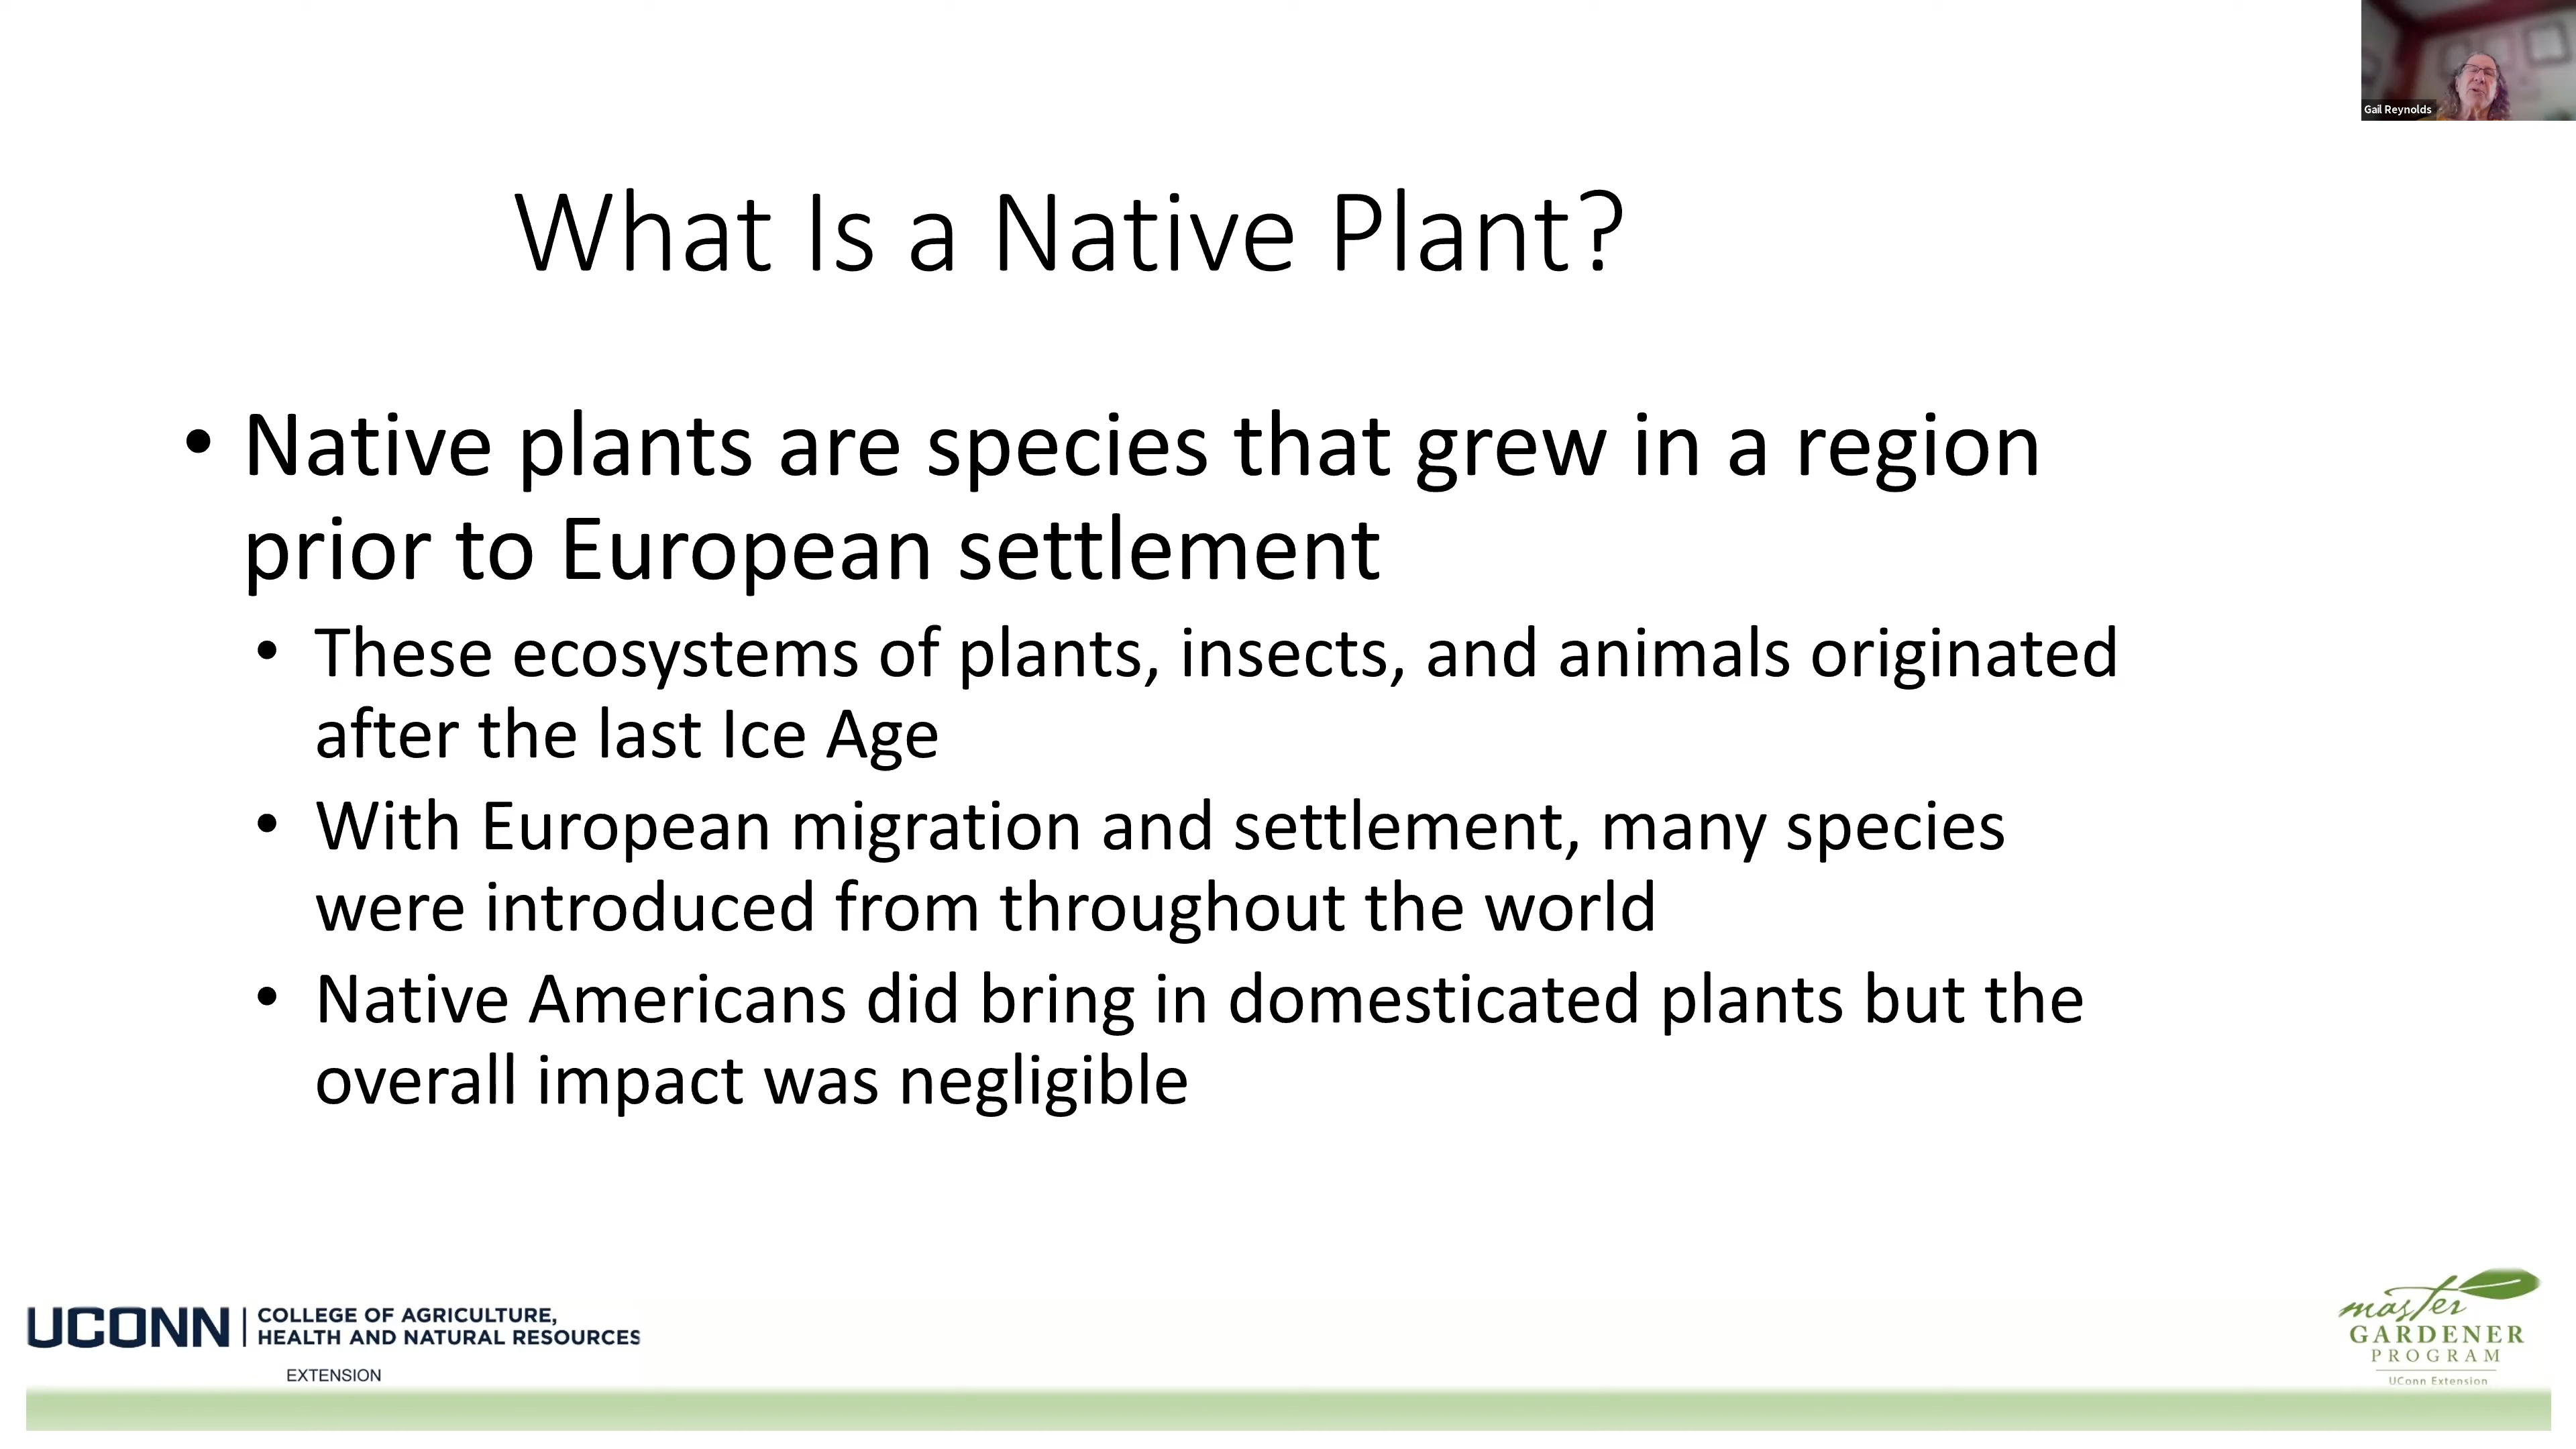 Gail Reynolds
What Is a Native Plant?
• Native plants are species that grew in a region
prior to European settlement
• These ecosystems of plants, insects, and animals originated
after the last Ice Age
• With European migration and settlement, many species
were introduced from throughout the world
• Native Americans did bring in domesticated plants but the
overall impact was negligible
UCONN | COLLEGE OF AGRICULTURE,
HEALTH AND NATURAL RESOURCES
EXTENSION
master
GARDENER
PROGRAM
UConn Extension